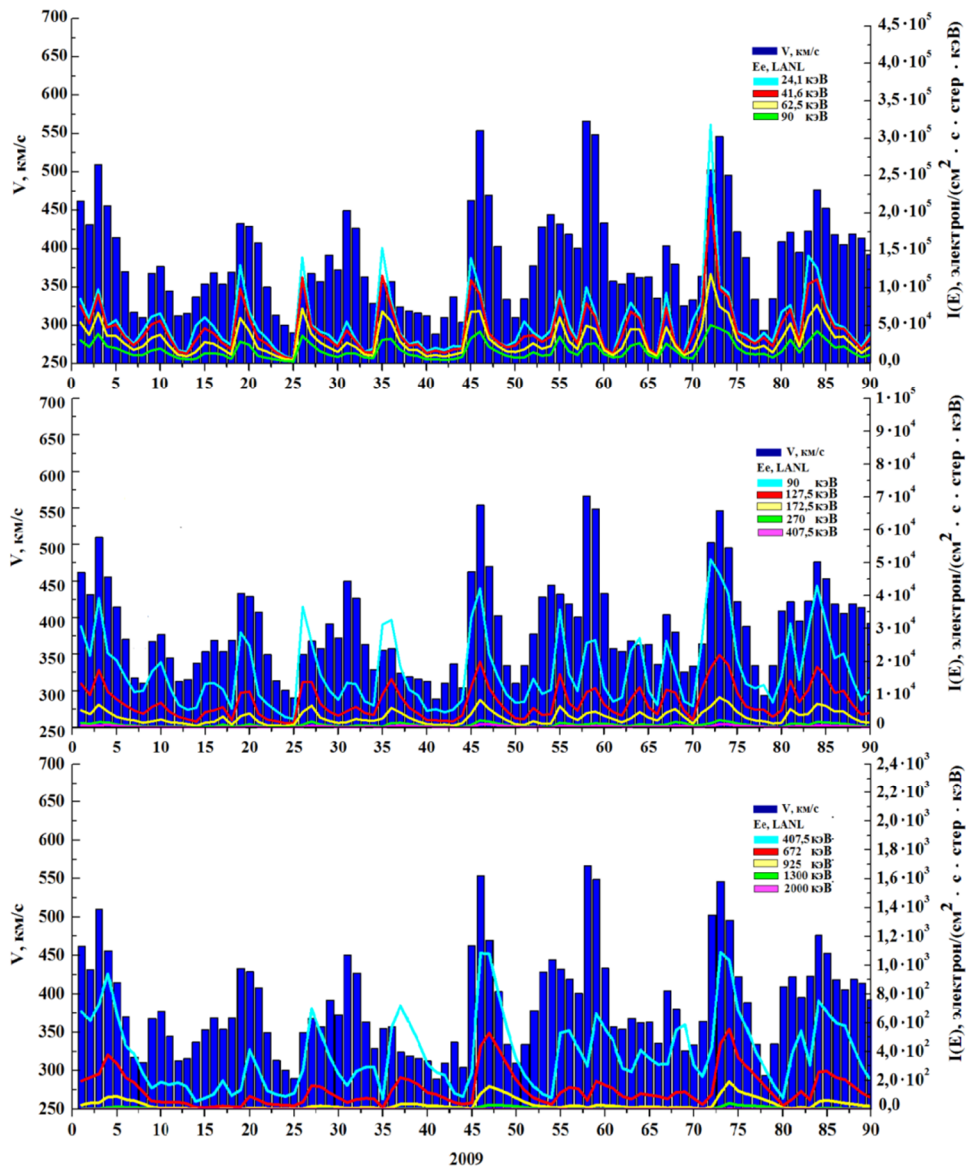 700
650
600
550
500
450
400
350
300
250
V, км/с
4,5·10⁵
4,0·10⁵
3,5·10⁵
3,0·10⁵
2,5·10⁵
2,0·10⁵
1,5·10⁵
1,0·10⁵
5,0·10⁴
0,0
I(E), электрон/(см² · с · стер · кэВ)
V, км/с
Ee, LANL
24,1 кэВ
41,6 кэВ
62,5 кэВ
90 кэВ
0 5 10 15 20 25 30 35 40 45 50 55 60 65 70 75 80 85 90
700
650
600
550
500
450
400
350
300
250
V, км/с
1·10⁵
9·10⁴
8·10⁴
7·10⁴
6·10⁴
5·10⁴
4·10⁴
3·10⁴
2·10⁴
1·10⁴
0
I(E), электрон/(см² · с · стер · кэВ)
V, км/с
Ee, LANL
90 кэВ
127,5 кэВ
172,5 кэВ
270 кэВ
407,5 кэВ
0 5 10 15 20 25 30 35 40 45 50 55 60 65 70 75 80 85 90
700
650
600
550
500
450
400
350
300
250
V, км/с
2,4·10³
2,2·10³
2,0·10³
1,8·10³
1,6·10³
1,4·10³
1,2·10³
1,0·10³
8,0·10²
6,0·10²
4,0·10²
2,0·10²
0,0
I(E), электрон/(см² · с · стер · кэВ)
V, км/с
Ee, LANL
407,5 кэВ
672 кэВ
925 кэВ
1300 кэВ
2000 кэВ
0 5 10 15 20 25 30 35 40 45 50 55 60 65 70 75 80 85 90
2009